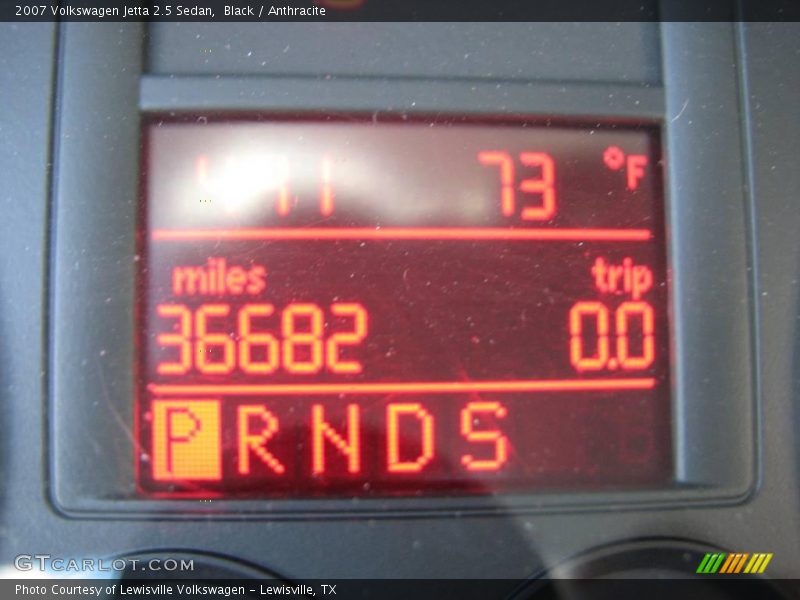 2007 Volkswagen Jetta 2.5 Sedan, Black / Anthracite
73 °F
miles trip
36682 0.0
P R N D S
GTCARLOT.COM
Photo Courtesy of Lewisville Volkswagen - Lewisville, TX